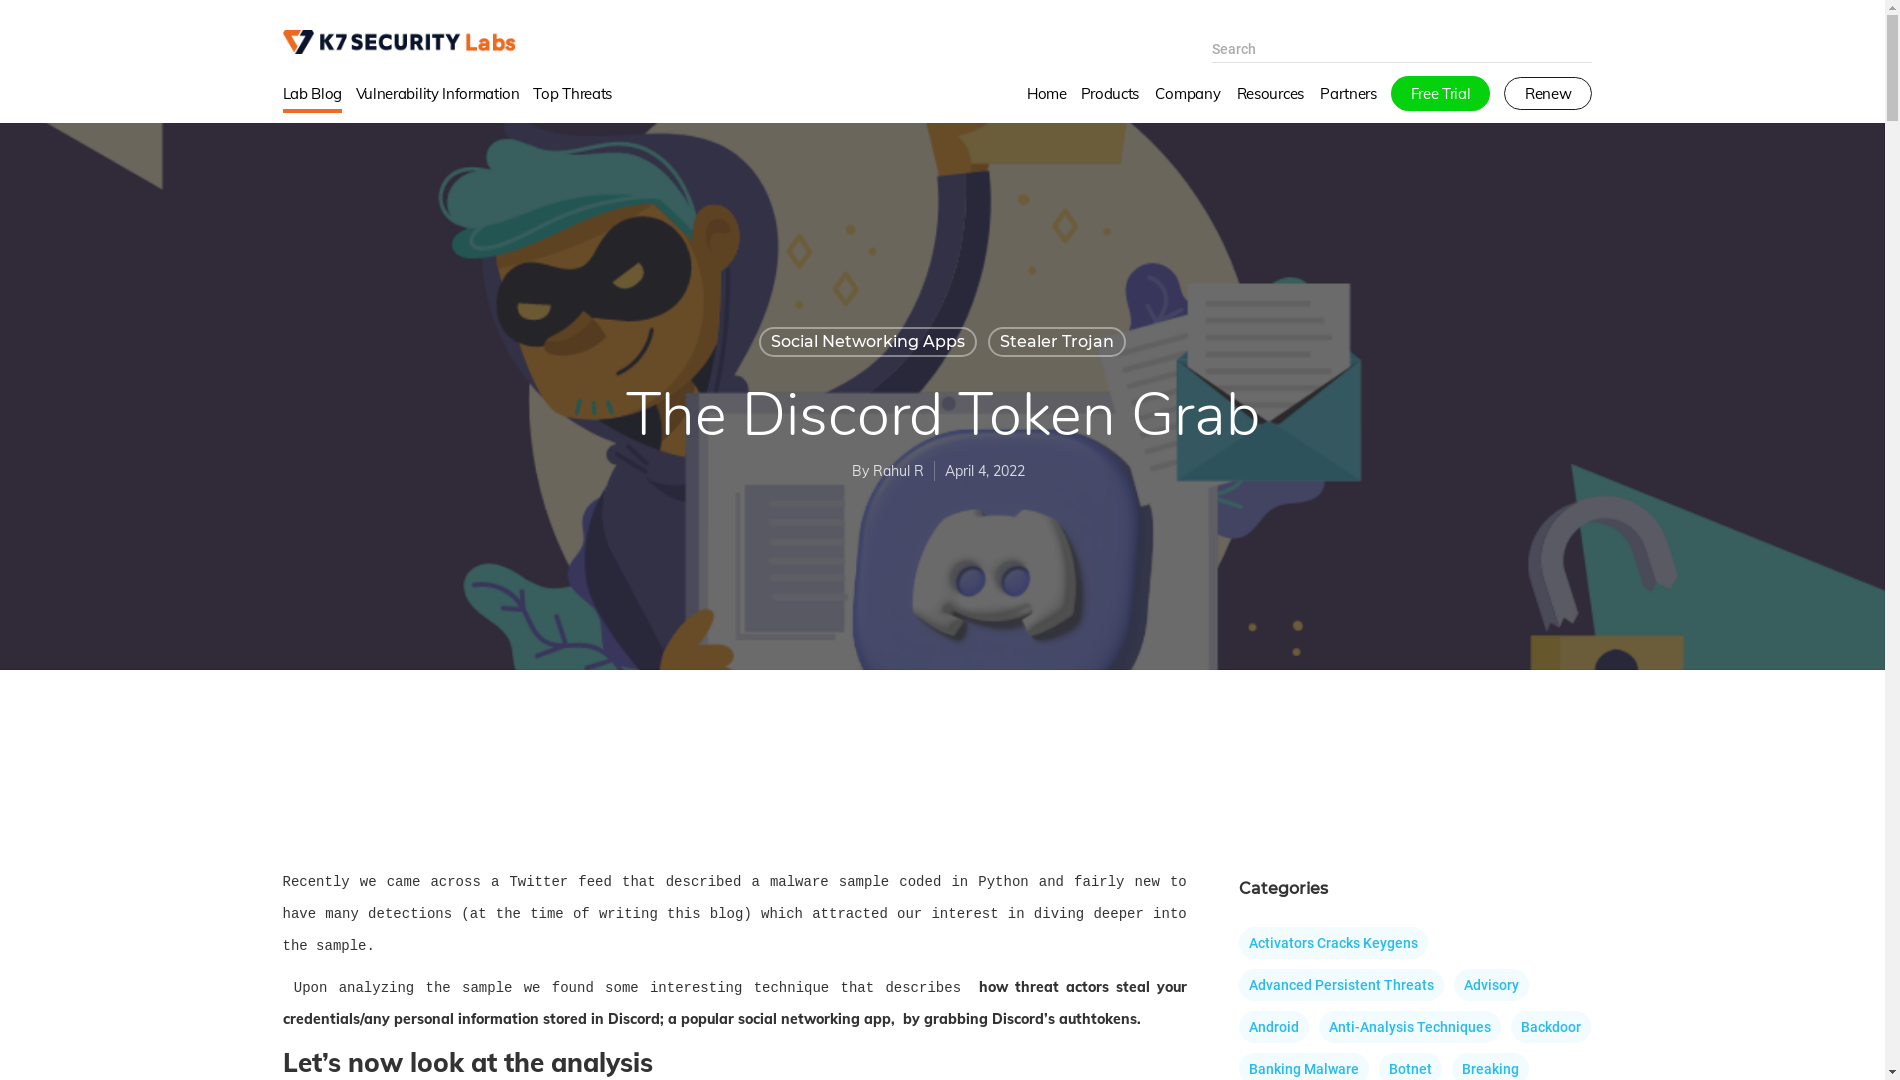 K7 SECURITY Labs
Search
Lab Blog Vulnerability Information Top Threats
Home Products Company Resources Partners Free Trial Renew
Social Networking Apps Stealer Trojan
The Discord Token Grab
By Rahul R April 4, 2022
Recently we came across a Twitter feed that described a malware sample coded in Python and fairly new to
have many detections (at the time of writing this blog) which attracted our interest in diving deeper into
the sample.
Upon analyzing the sample we found some interesting technique that describes how threat actors steal your
credentials/any personal information stored in Discord; a popular social networking app, by grabbing Discord’s authtokens.
Let’s now look at the analysis
Categories
Activators Cracks Keygens
Advanced Persistent Threats Advisory
Android Anti-Analysis Techniques Backdoor
Banking Malware Botnet Breaking